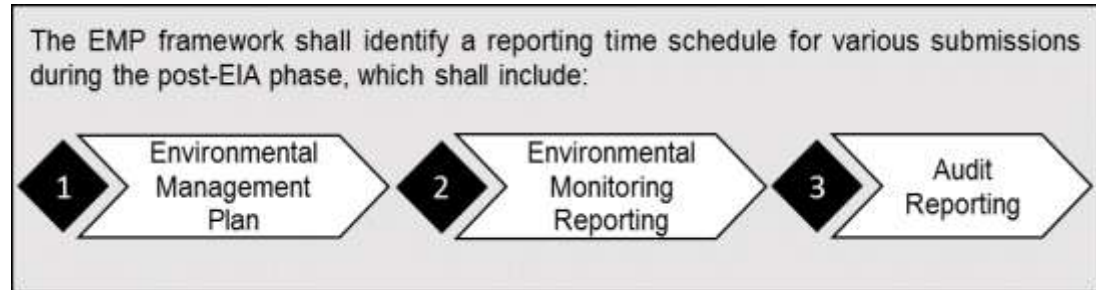 The EMP framework shall identify a reporting time schedule for various submissions
during the post-EIA phase, which shall include:
1
Environmental
Management
Plan
2
Environmental
Monitoring
Reporting
3
Audit
Reporting